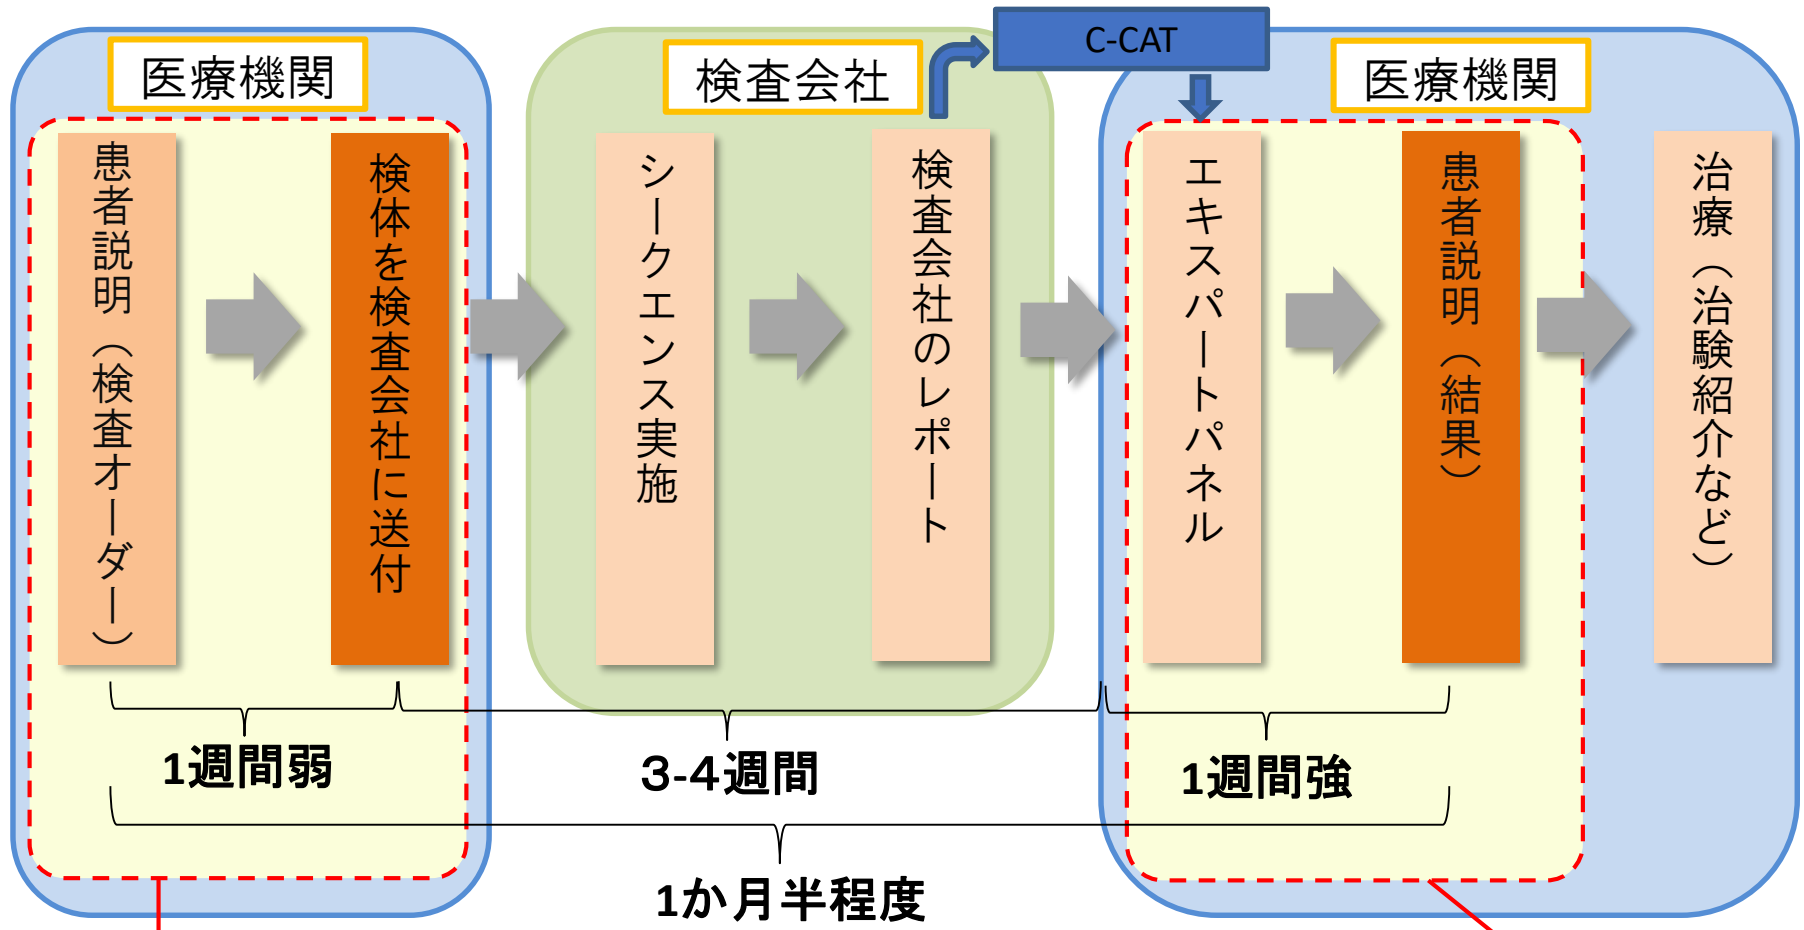 医療機関
検査会社
C-CAT
医療機関
患者説明（検査オーダー）
検体を検査会社に送付
シークエンス実施
検査会社のレポート
エキスパートパネル
患者説明（結果）
治療（治験紹介など）
1週間弱
３-４週間
1週間強
1か月半程度